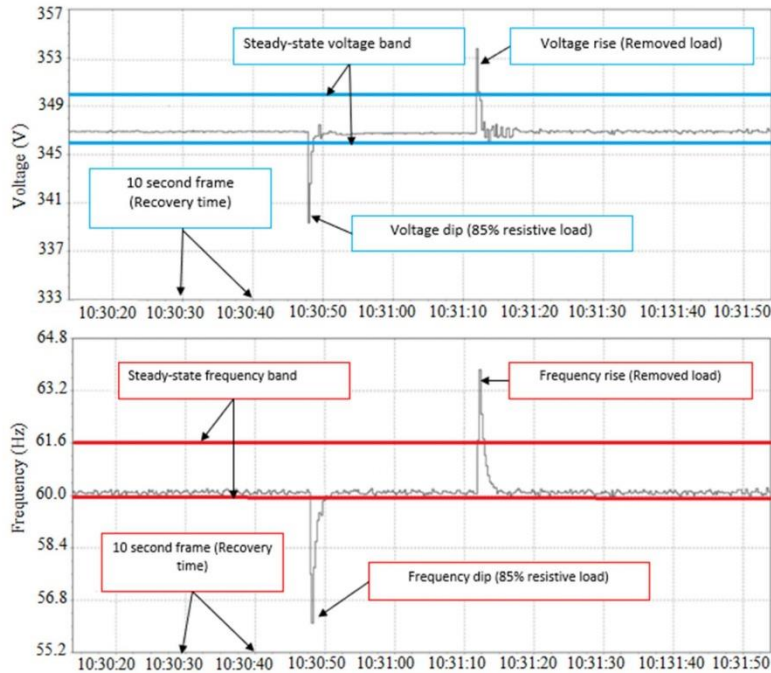 357
353
349
345
341
337
333
Voltage (V)
Steady-state voltage band
Voltage rise (Removed load)
10 second frame
(Recovery time)
Voltage dip (85% resistive load)
10:30:20 10:30:30 10:30:40 10:30:50 10:31:00 10:31:10 10:31:20 10:31:30 10:131:40 10:31:50
64.8
63.2
61.6
60.0
58.4
56.8
55.2
Frequency (Hz)
Steady-state frequency band
Frequency rise (Removed load)
10 second frame (Recovery
time)
Frequency dip (85% resistive load)
10:30:20 10:30:30 10:30:40 10:30:50 10:31:00 10:31:10 10:31:20 10:31:30 10:131:40 10:31:50